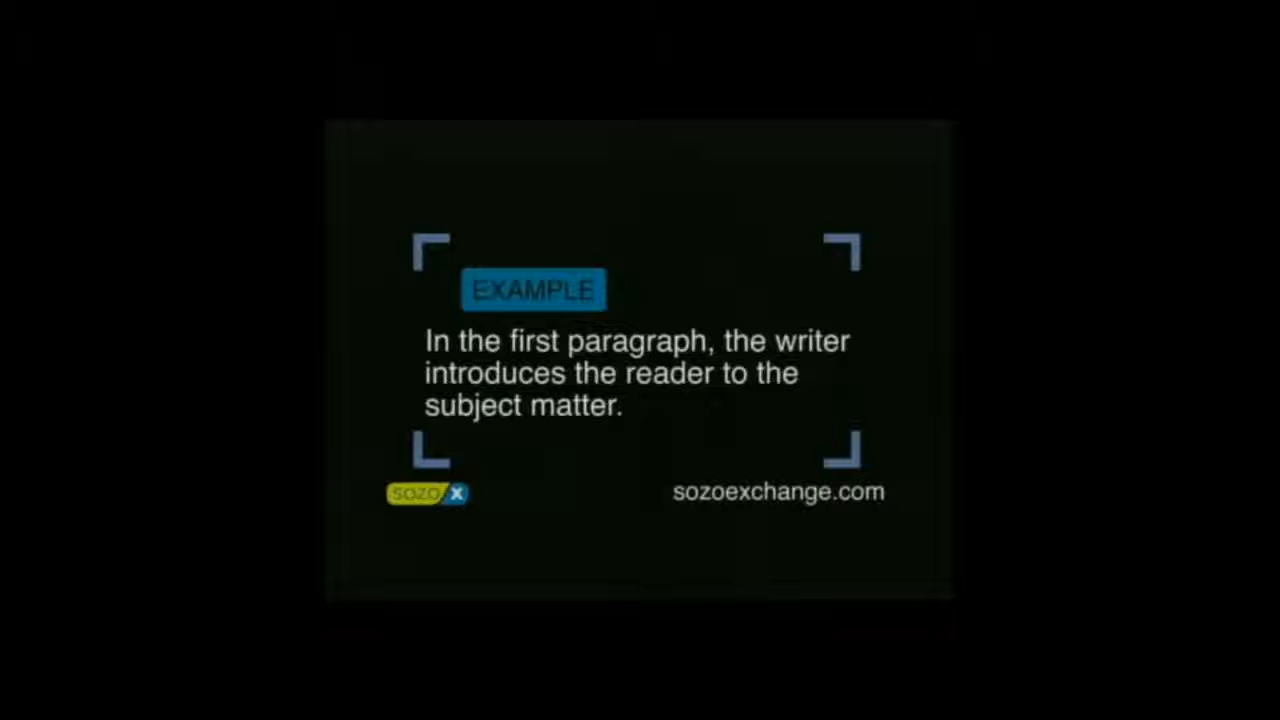 EXAMPLE
In the first paragraph, the writer
introduces the reader to the
subject matter.
SOZO X
sozoexchange.com